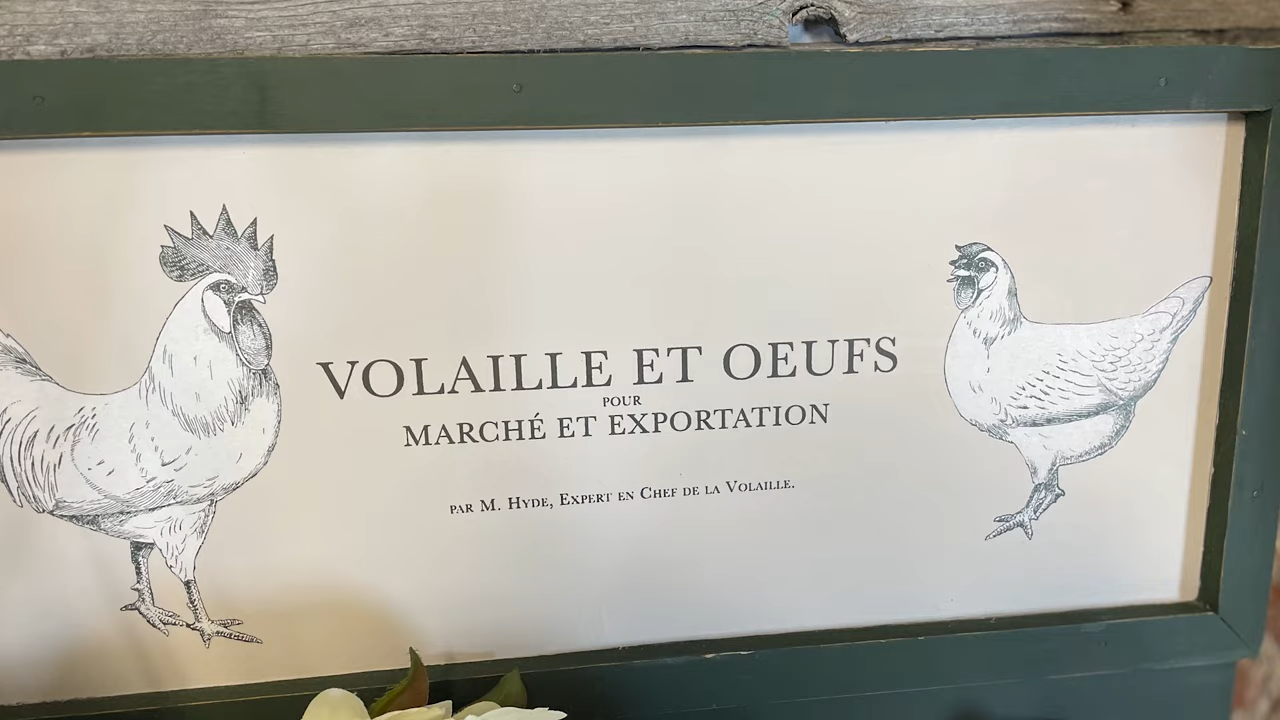 VOLAILLE ET OEUFS
POUR
MARCHÉ ET EXPORTATION
PAR M. HYDE, EXPERT EN CHEF DE LA VOLAILLE.